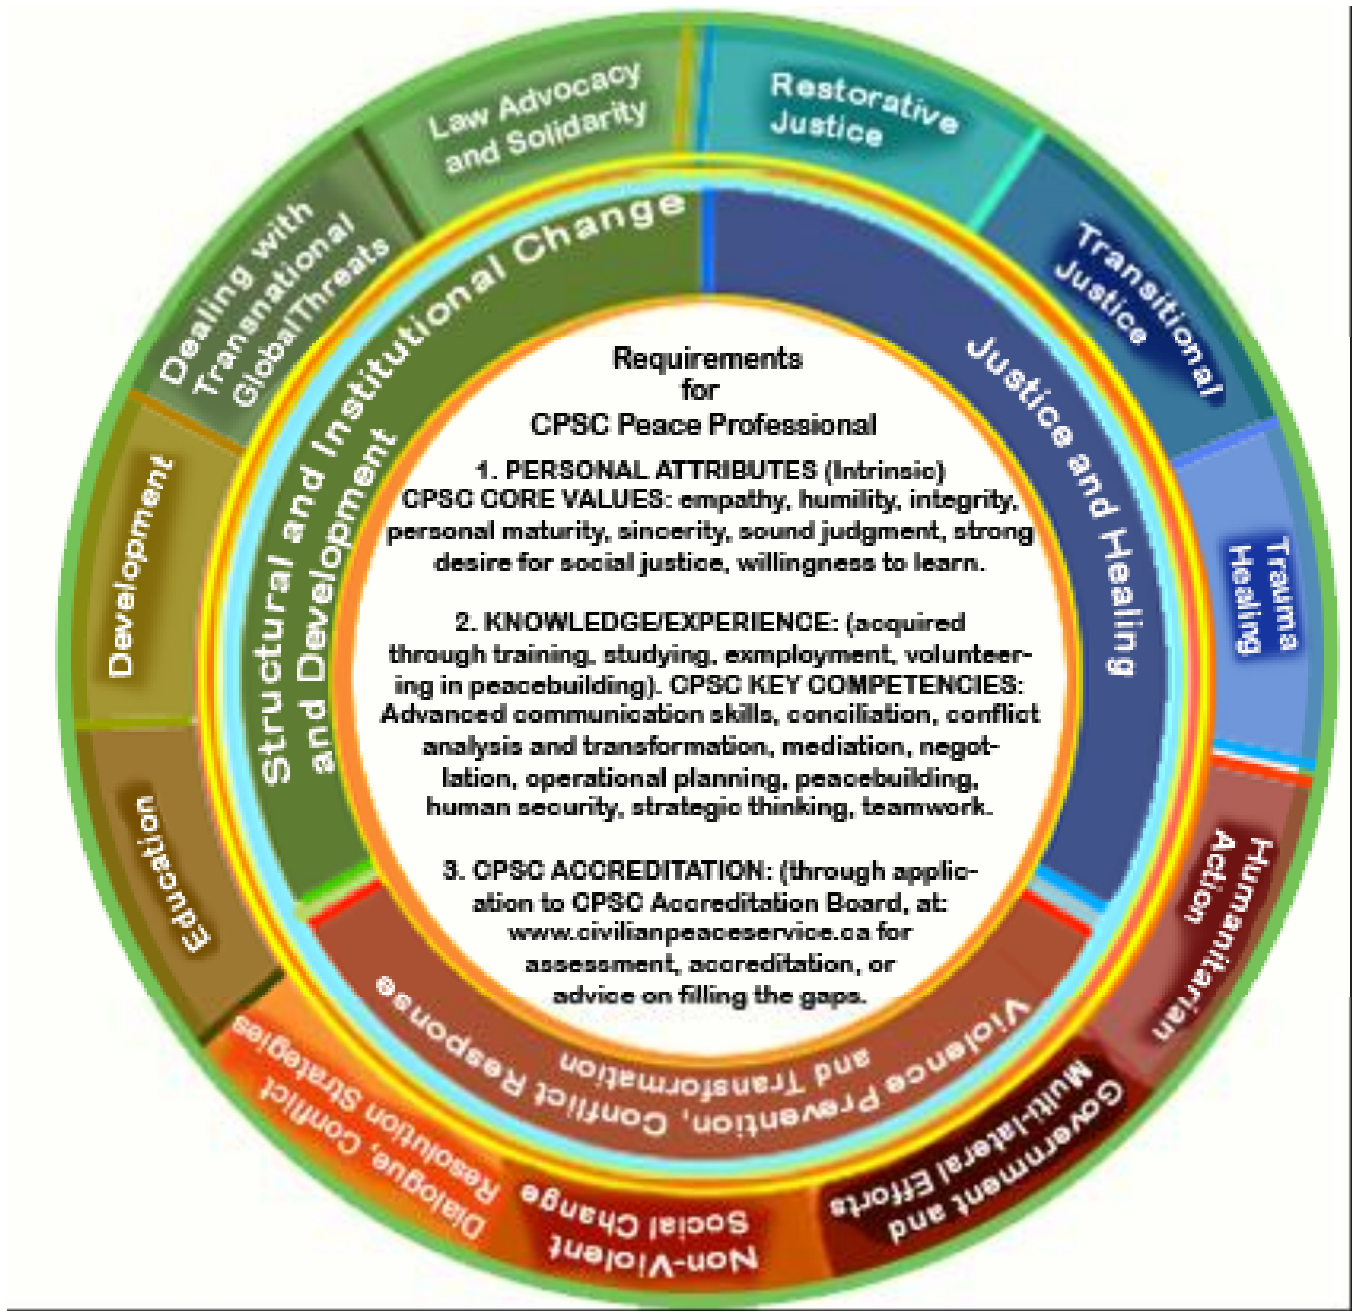 Requirements
for
CPSC Peace Professional
1. PERSONAL ATTRIBUTES (Intrinsic)
CPSC CORE VALUES: empathy, humility, integrity,
personal maturity, sincerity, sound judgment, strong
desire for social justice, willingness to learn.
2. KNOWLEDGE/EXPERIENCE: (acquired
through training, studying, exmployment, volunteer-
ing in peacebuilding). CPSC KEY COMPETENCIES:
Advanced communication skills, conciliation, conflict
analysis and transformation, mediation, negot-
iation, operational planning, peacebuilding,
human security, strategic thinking, teamwork.
3. CPSC ACCREDITATION: (through applic-
ation to CPSC Accreditation Board, at:
www.civilianpeaceservice.ca for
assessment, accreditation, or
advice on filling the gaps.
Justice and Healing
Violence Prevention, Conflict Response
and Transformation
Structural and Institutional Change
and Development
Restorative
Justice
Transitional
Justice
Trauma
Healing
Humanitarian
Action
Government and
Multi-lateral Efforts
Non-Violent
Social Change
Dialogue, Conflict
Resolution Strategies
Education
Development
Dealing with
Transnational
GlobalThreats
Law Advocacy
and Solidarity